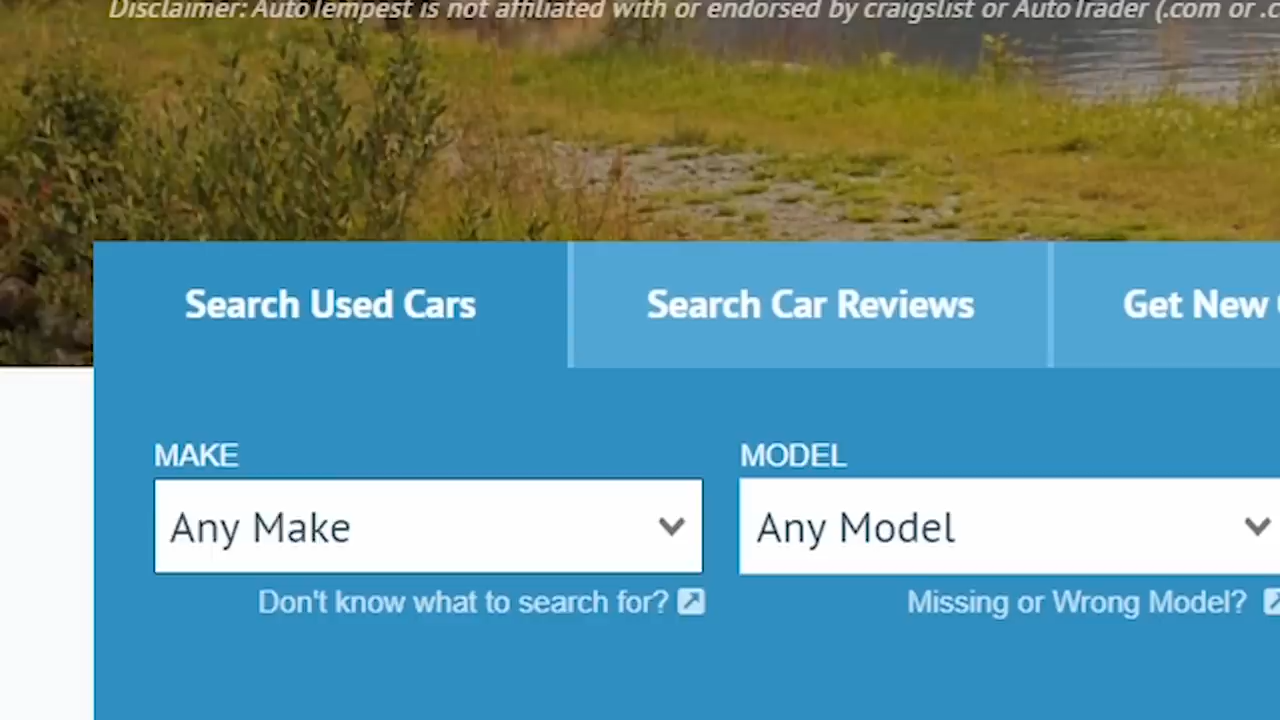 Disclaimer: AutoTempest is not affiliated with or endorsed by craigslist or AutoTrader (.com or .c
Search Used Cars
Search Car Reviews
Get New
MAKE
MODEL
Any Make
Any Model
Don't know what to search for?
Missing or Wrong Model?